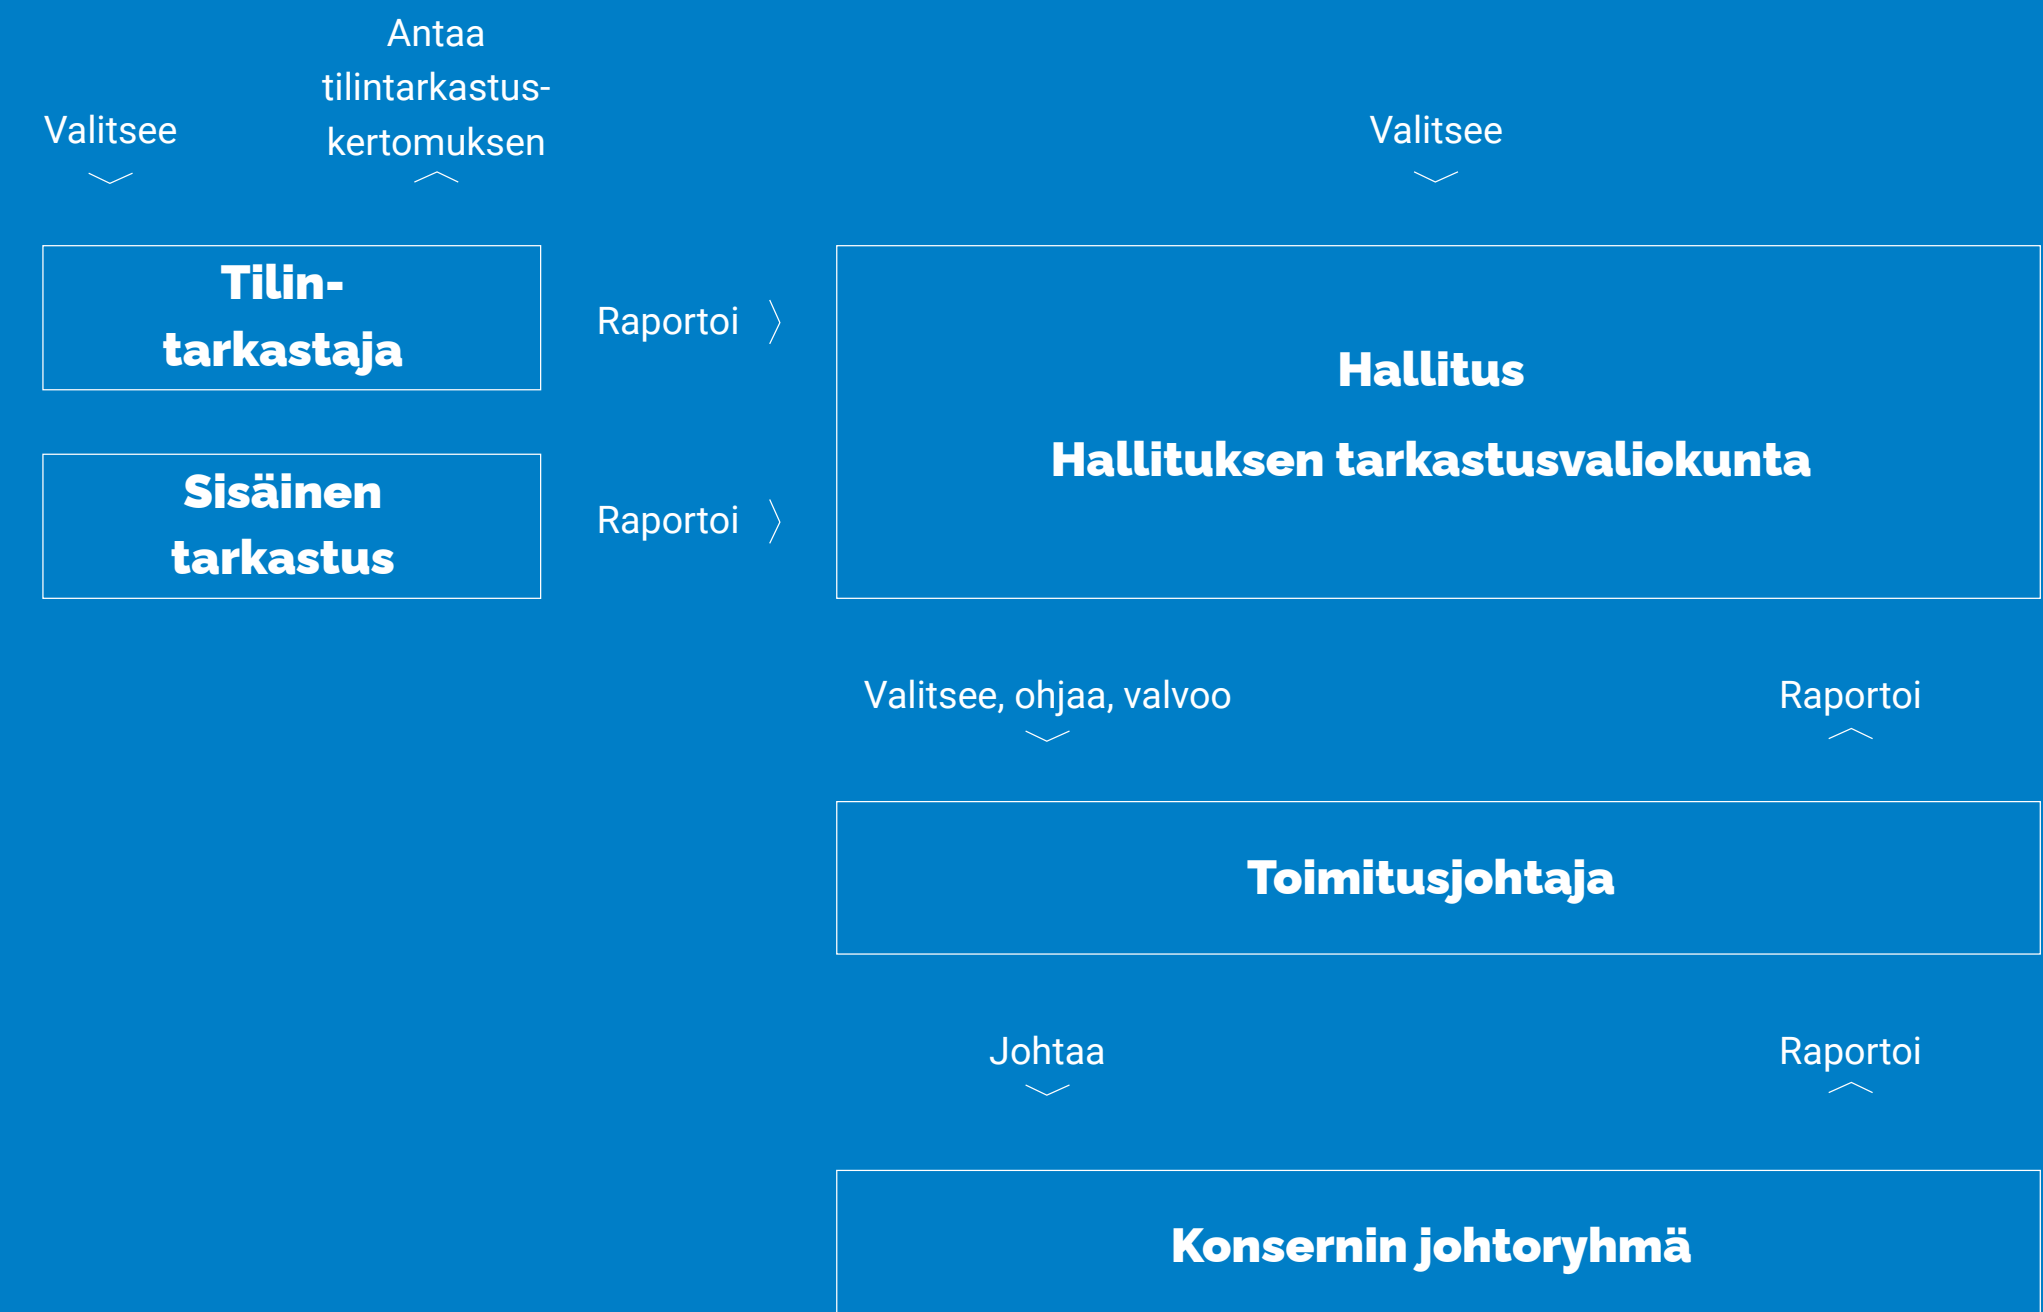 Antaa
tilintarkastus-
kertomuksen
Valitsee
Valitsee
Tilin-
tarkastaja
Raportoi
Hallitus
Hallituksen tarkastusvaliokunta
Sisäinen
tarkastus
Raportoi
Valitsee, ohjaa, valvoo
Raportoi
Toimitusjohtaja
Johtaa
Raportoi
Konsernin johtoryhmä